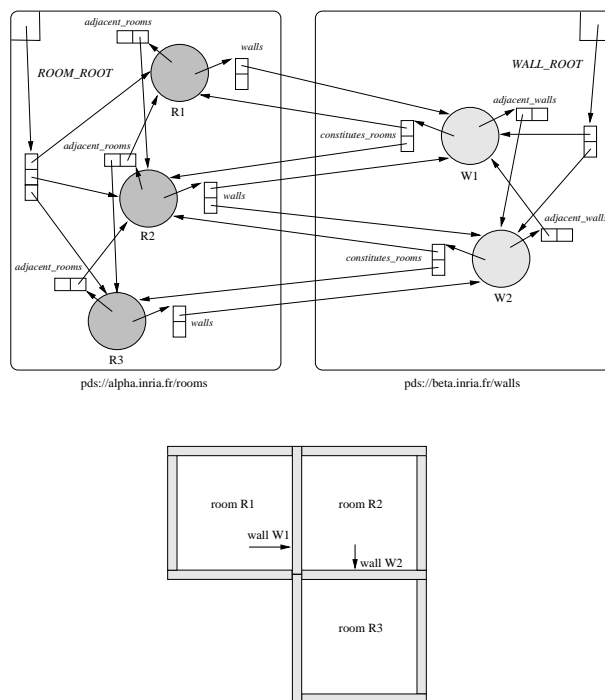 adjacent_rooms
walls
ROOM_ROOT
R1
adjacent_rooms
walls
R2
adjacent_rooms
walls
R3
pds://alpha.inria.fr/rooms
WALL_ROOT
adjacent_walls
constitutes_rooms
W1
adjacent_walls
constitutes_rooms
W2
pds://beta.inria.fr/walls
room R1
room R2
wall W1
wall W2
room R3